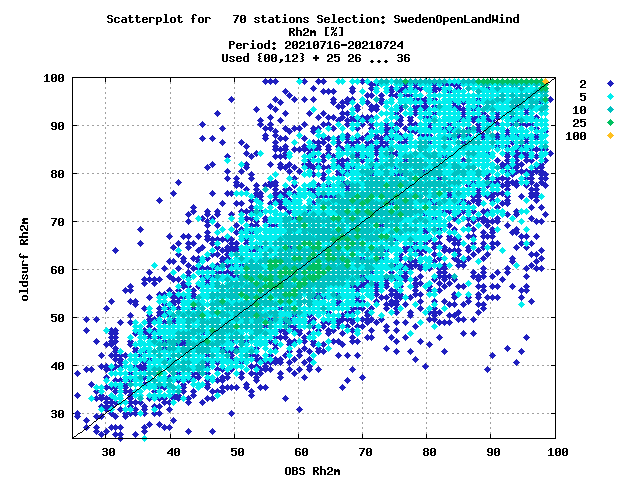 Scatterplot for   70 stations Selection: SwedenOpenLandWind
Rh2m [%]
Period: 20210716-20210724
Used {00,12} + 25 26 ... 36
100
90
80
70
60
50
40
30
oldsurf Rh2m
30 40 50 60 70 80 90 100
OBS Rh2m
2
5
10
25
100